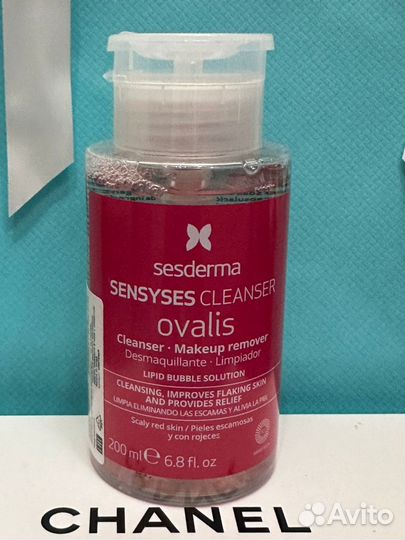 sesderma
SENSYSES CLEANSER
ovalis
Cleanser · Makeup remover
Desmaquillante · Limpiador
LIPID BUBBLE SOLUTION
CLEANSING, IMPROVES FLAKING SKIN
AND PROVIDES RELIEF
LIMPIA ELIMINANDO LAS ESCAMAS Y ALIVIA LA PIEL
Scaly red skin / Pieles escamosas
y con rojeces
200 ml ℮ 6.8 fl. oz
CHANEL
Avito